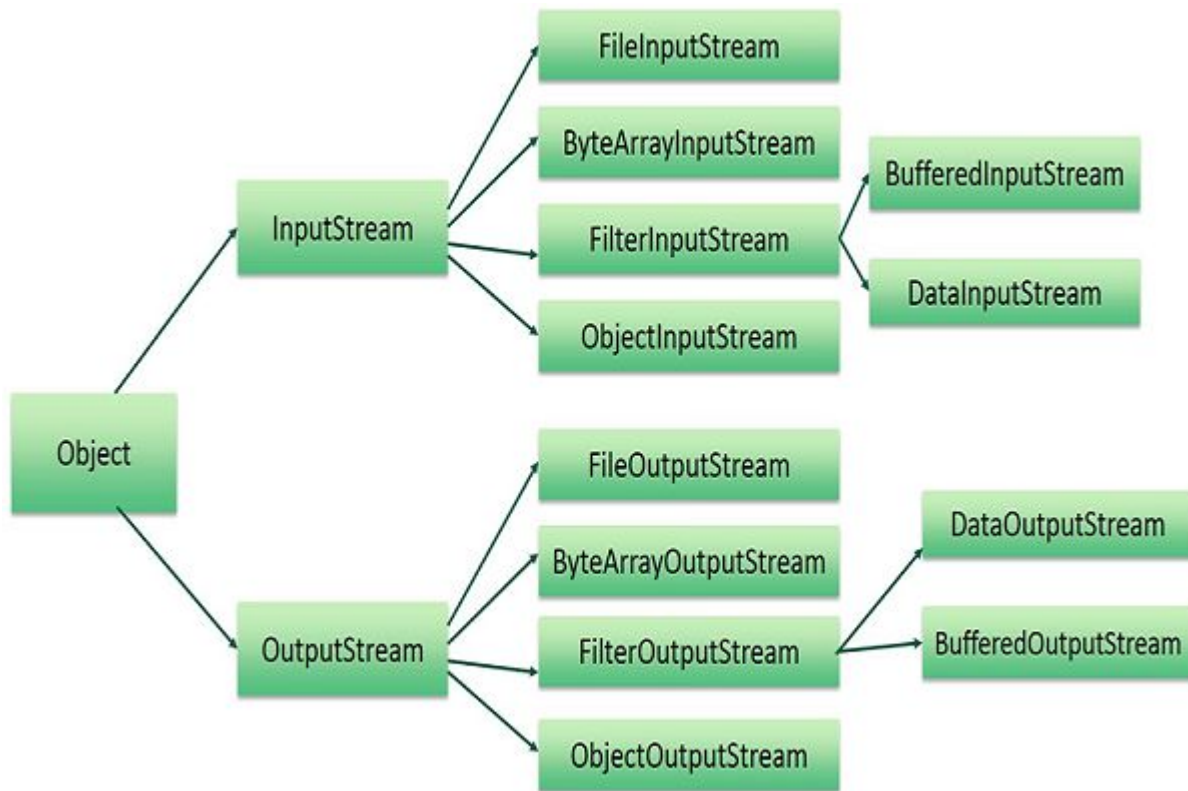 FileInputStream
ByteArrayInputStream
BufferedInputStream
InputStream
FilterInputStream
DataInputStream
ObjectInputStream
Object
FileOutputStream
DataOutputStream
ByteArrayOutputStream
OutputStream
FilterOutputStream
BufferedOutputStream
ObjectOutputStream